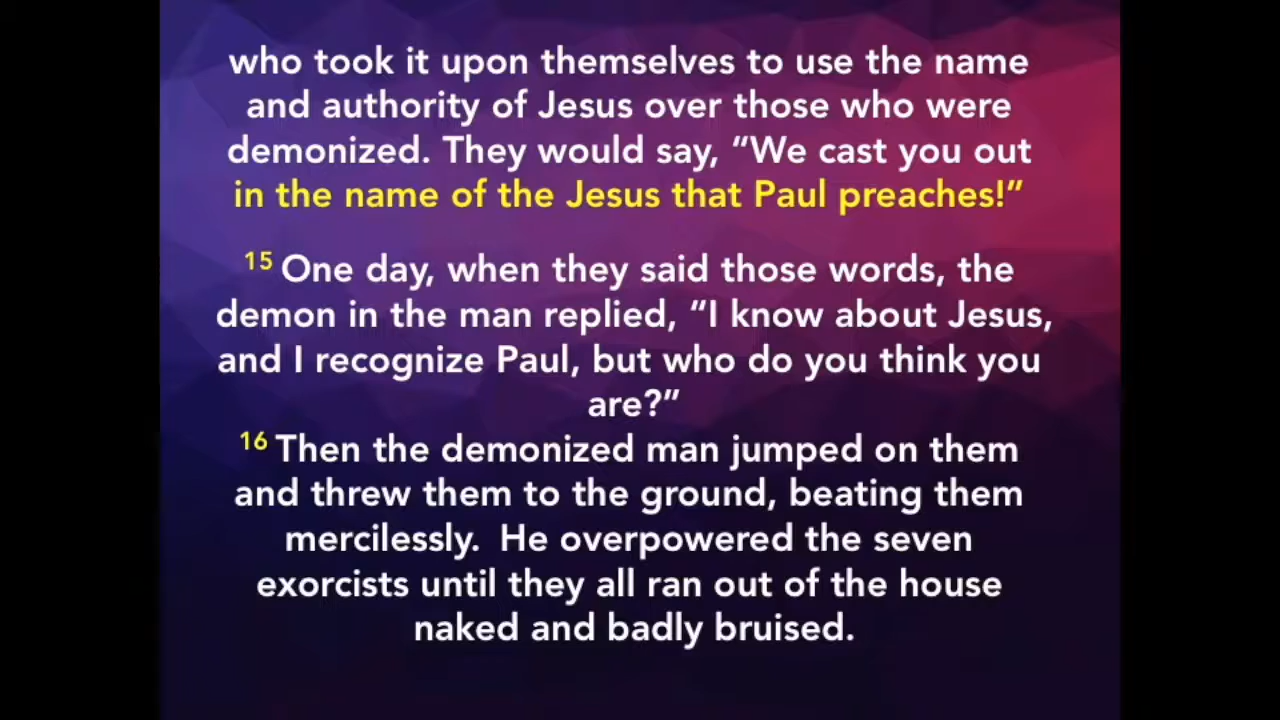 who took it upon themselves to use the name
and authority of Jesus over those who were
demonized. They would say, “We cast you out
in the name of the Jesus that Paul preaches!”
15 One day, when they said those words, the
demon in the man replied, “I know about Jesus,
and I recognize Paul, but who do you think you
are?”
16 Then the demonized man jumped on them
and threw them to the ground, beating them
mercilessly.  He overpowered the seven
exorcists until they all ran out of the house
naked and badly bruised.